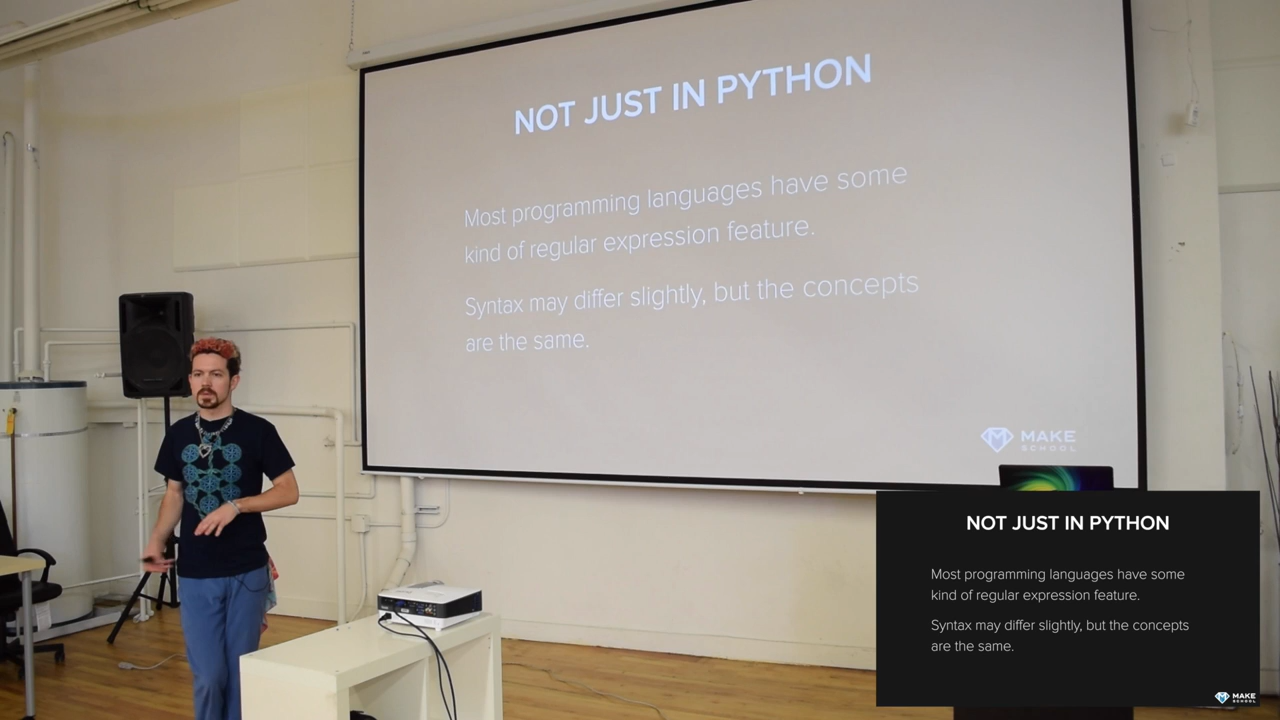 NOT JUST IN PYTHON
Most programming languages have some
kind of regular expression feature.
Syntax may differ slightly, but the concepts
are the same.
MAKE
SCHOOL
NOT JUST IN PYTHON
Most programming languages have some
kind of regular expression feature.
Syntax may differ slightly, but the concepts
are the same.
MAKE
SCHOOL